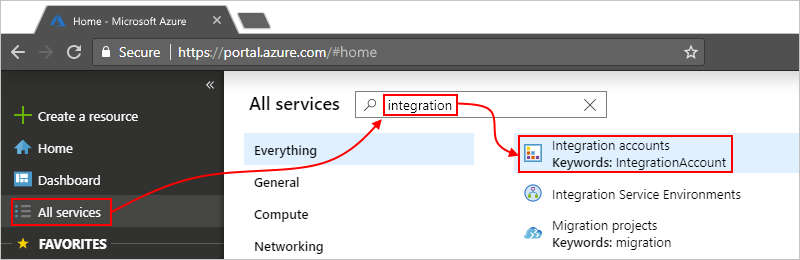 Home - Microsoft Azure
Secure https://portal.azure.com/#home
«
Create a resource
Home
Dashboard
All services
FAVORITES
All services
integration
Everything
General
Compute
Networking
Integration accounts
Keywords: IntegrationAccount
Integration Service Environments
Migration projects
Keywords: migration